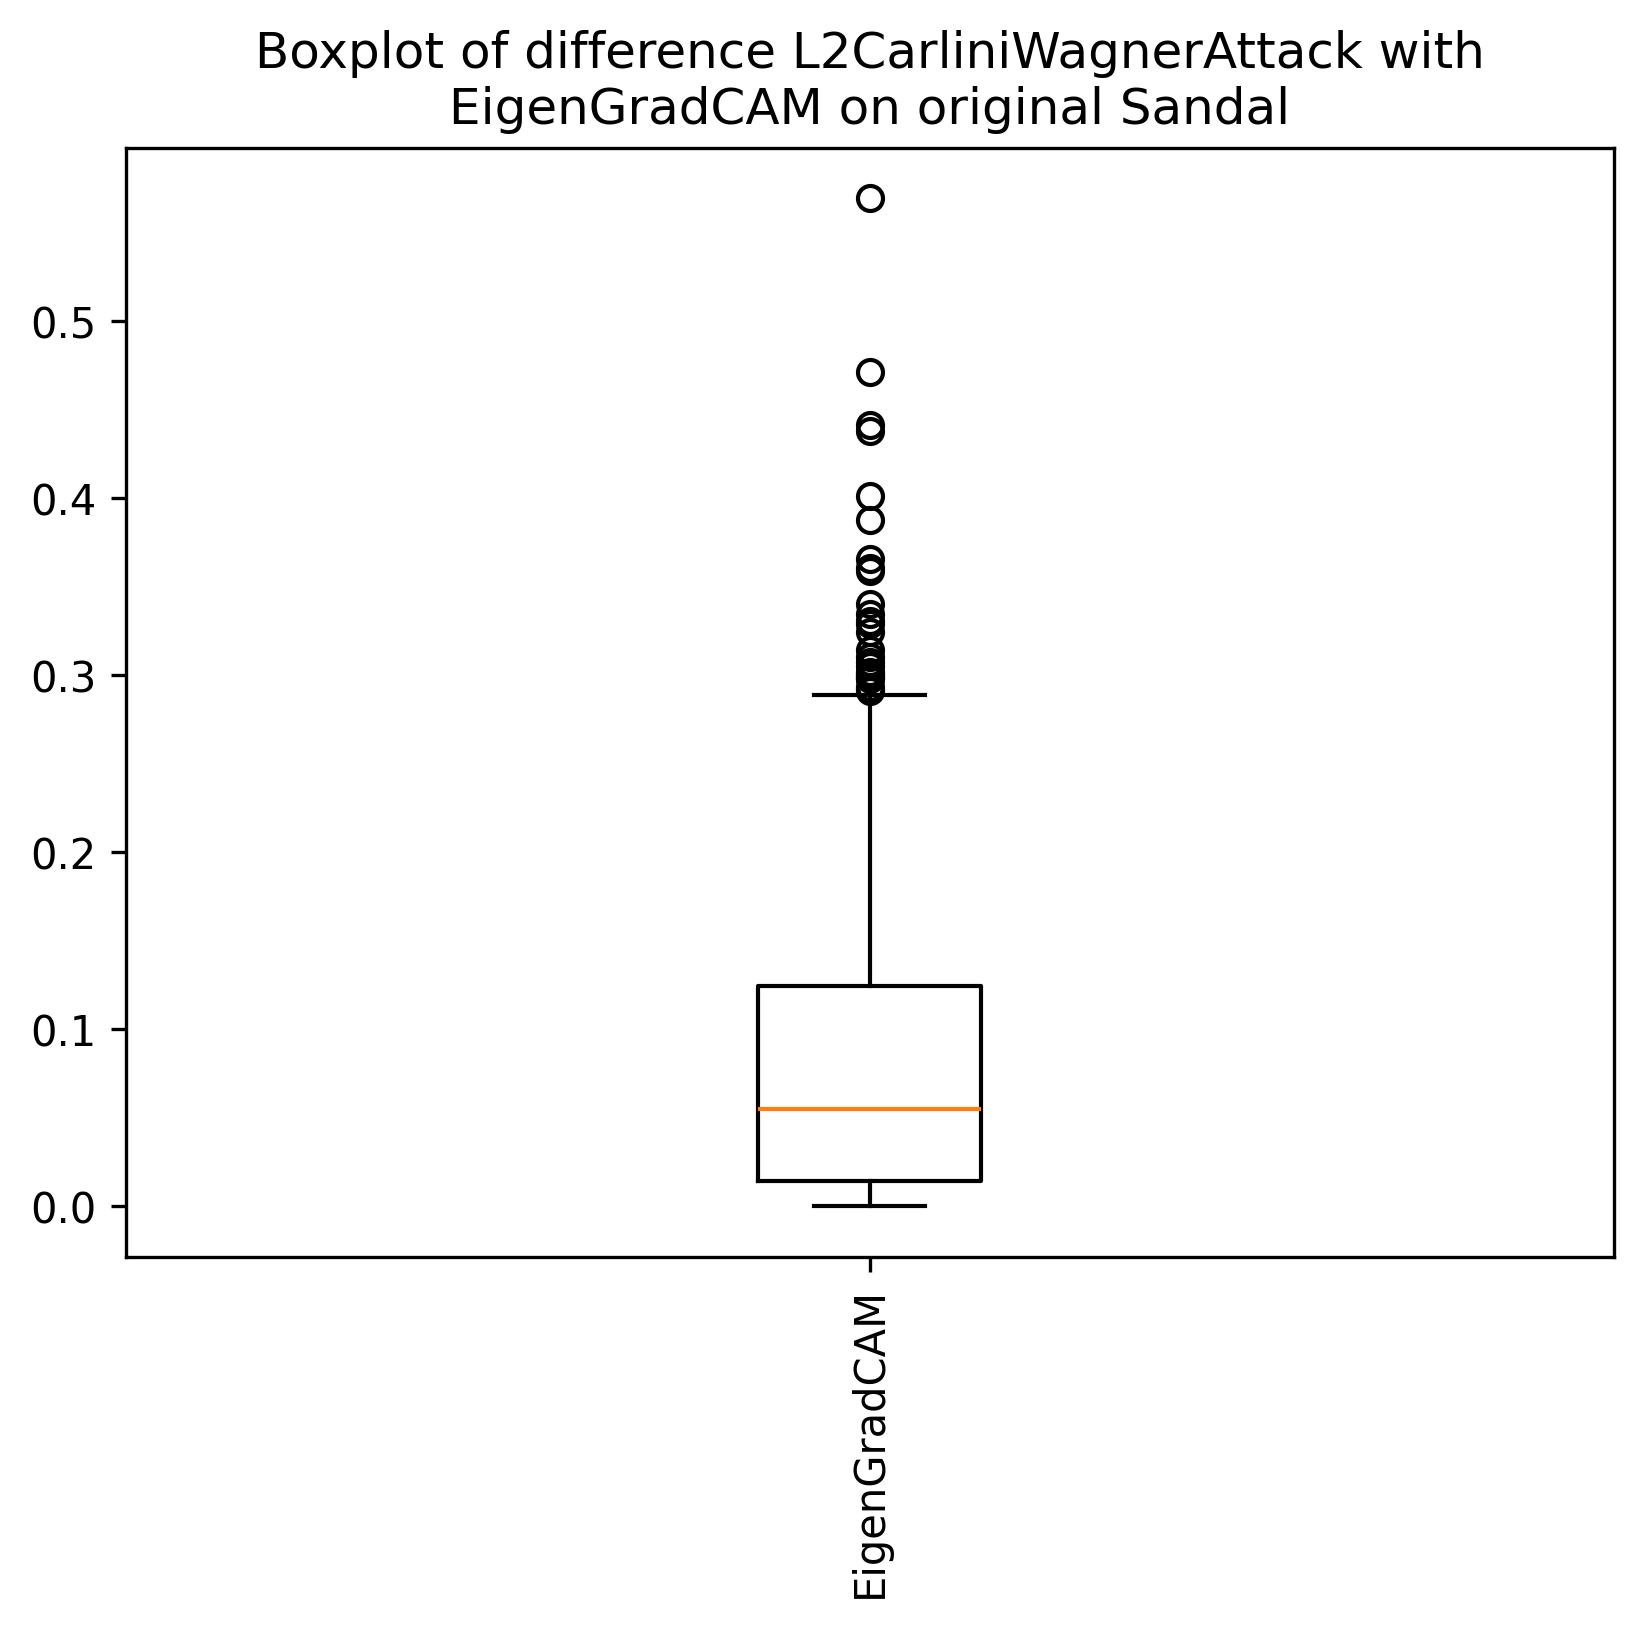 Boxplot of difference L2CarliniWagnerAttack with
EigenGradCAM on original Sandal
0.5
0.4
0.3
0.2
0.1
0.0
EigenGradCAM